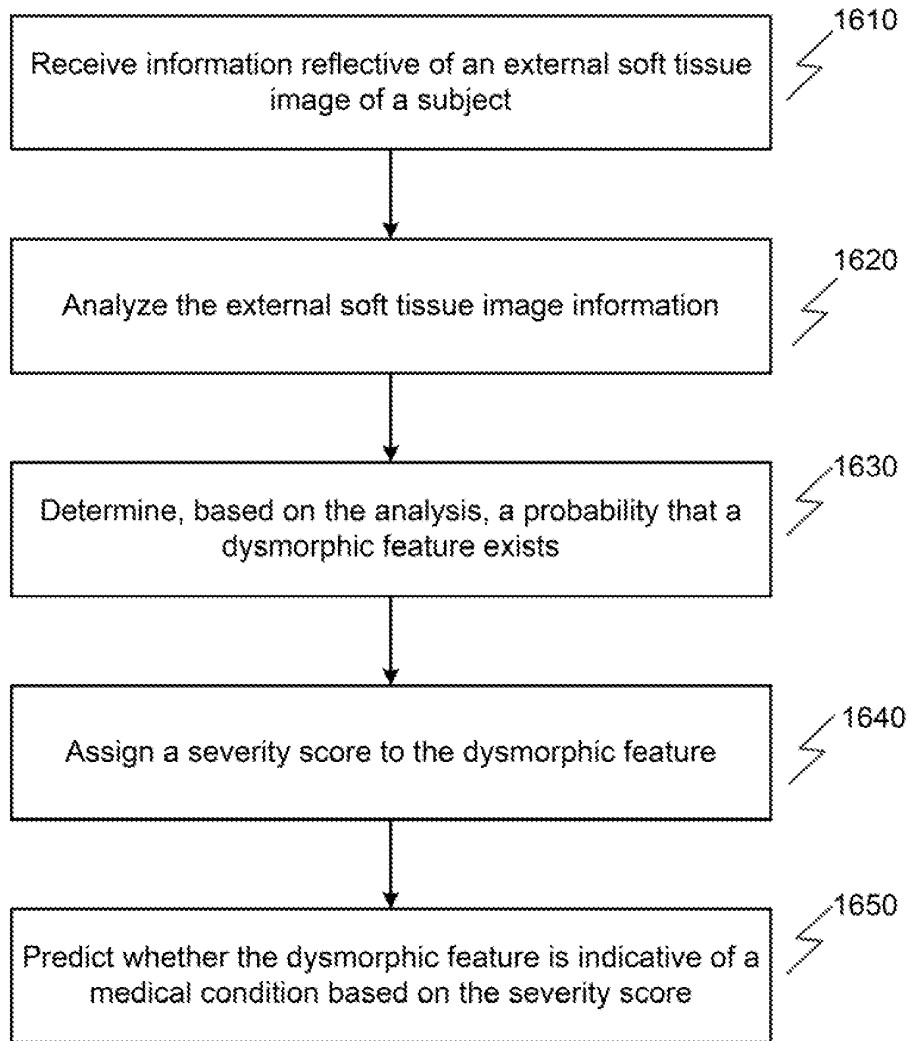 1610
Receive information reflective of an external soft tissue
image of a subject
1620
Analyze the external soft tissue image information
1630
Determine, based on the analysis, a probability that a
dysmorphic feature exists
1640
Assign a severity score to the dysmorphic feature
1650
Predict whether the dysmorphic feature is indicative of a
medical condition based on the severity score